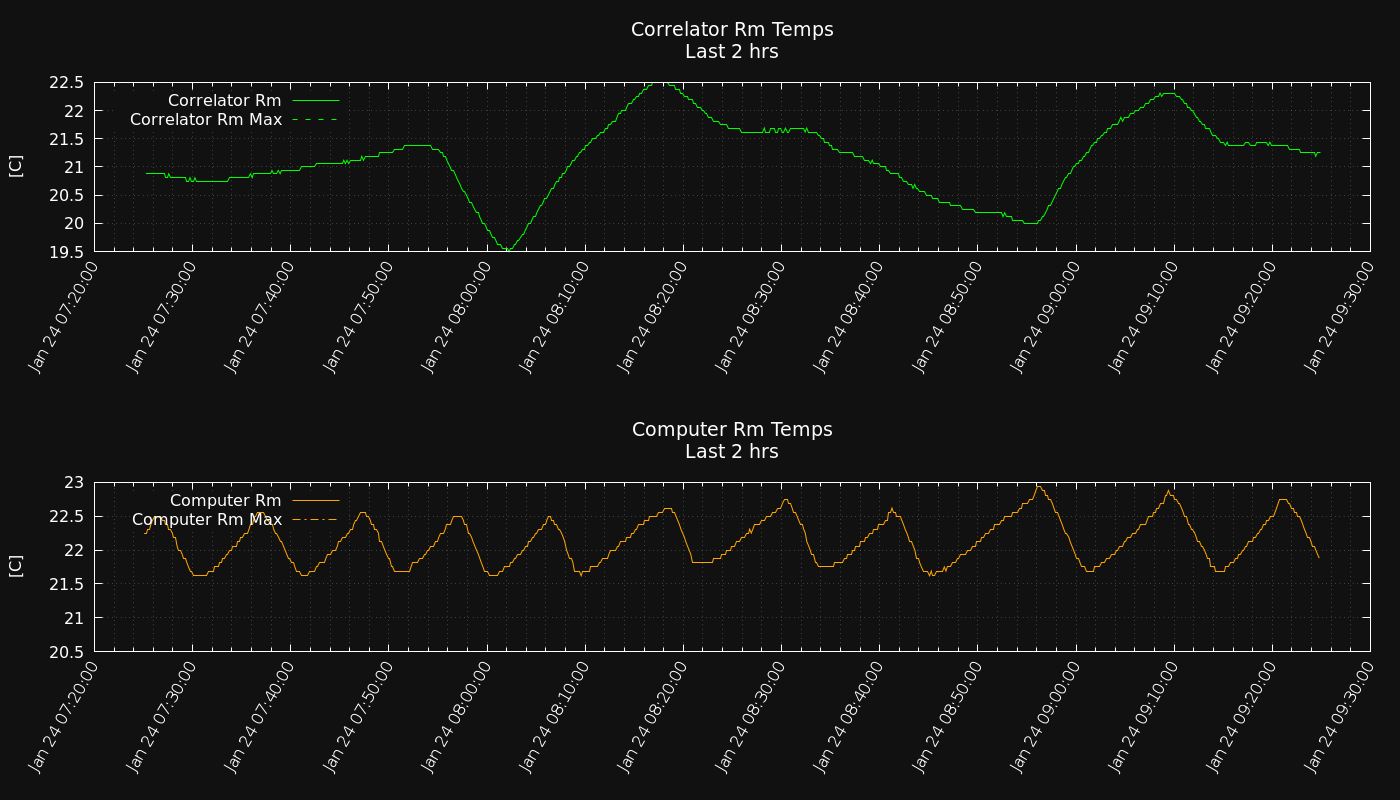 Correlator Rm Temps
Last 2 hrs
22.5
22
21.5
21
20.5
20
19.5
[C]
Correlator Rm
Correlator Rm Max
Jan 24 07:20:00
Jan 24 07:30:00
Jan 24 07:40:00
Jan 24 07:50:00
Jan 24 08:00:00
Jan 24 08:10:00
Jan 24 08:20:00
Jan 24 08:30:00
Jan 24 08:40:00
Jan 24 08:50:00
Jan 24 09:00:00
Jan 24 09:10:00
Jan 24 09:20:00
Jan 24 09:30:00
Computer Rm Temps
Last 2 hrs
23
22.5
22
21.5
21
20.5
[C]
Computer Rm
Computer Rm Max
Jan 24 07:20:00
Jan 24 07:30:00
Jan 24 07:40:00
Jan 24 07:50:00
Jan 24 08:00:00
Jan 24 08:10:00
Jan 24 08:20:00
Jan 24 08:30:00
Jan 24 08:40:00
Jan 24 08:50:00
Jan 24 09:00:00
Jan 24 09:10:00
Jan 24 09:20:00
Jan 24 09:30:00